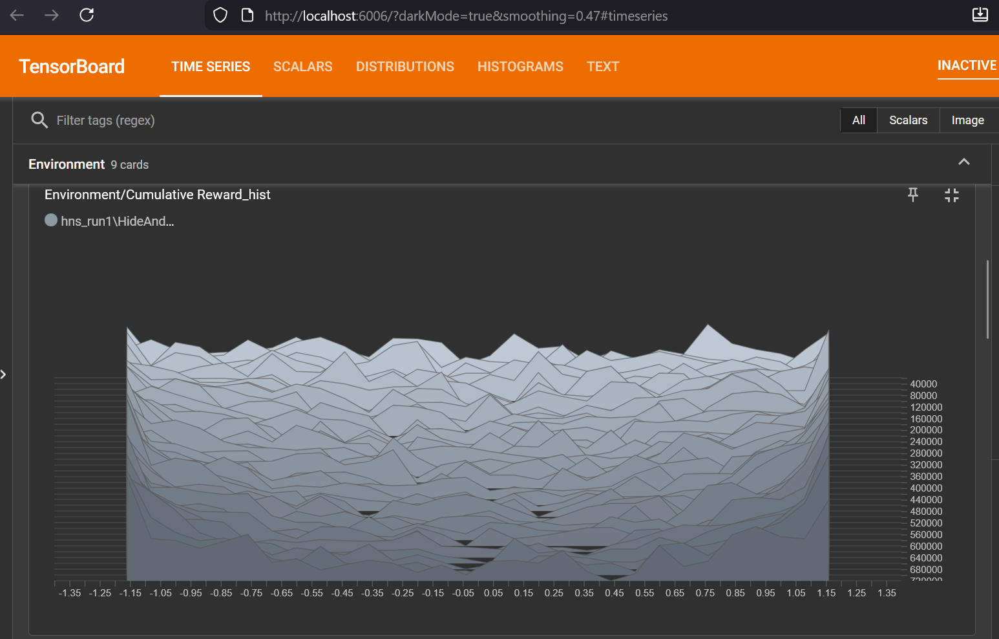 http://localhost:6006/?darkMode=true&smoothing=0.47#timeseries
TensorBoard TIME SERIES SCALARS DISTRIBUTIONS HISTOGRAMS TEXT INACTIVE
Filter tags (regex) All Scalars Image
Environment 9 cards
Environment/Cumulative Reward_hist
hns_run1\HideAnd...
40000
80000
120000
160000
200000
240000
280000
320000
360000
400000
440000
480000
520000
560000
600000
640000
680000
-1.35 -1.25 -1.15 -1.05 -0.95 -0.85 -0.75 -0.65 -0.55 -0.45 -0.35 -0.25 -0.15 -0.05 0.05 0.15 0.25 0.35 0.45 0.55 0.65 0.75 0.85 0.95 1.05 1.15 1.25 1.35